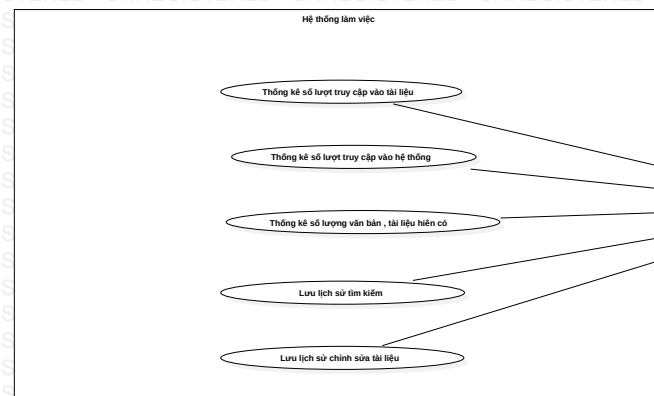 Hệ thống làm việc
Thống kê số lượt truy cập vào tài liệu
Thống kê số lượt truy cập vào hệ thống
Thống kê số lượng văn bản , tài liệu hiên có
Lưu lịch sử tìm kiếm
Lưu lịch sử chỉnh sửa tài liệu